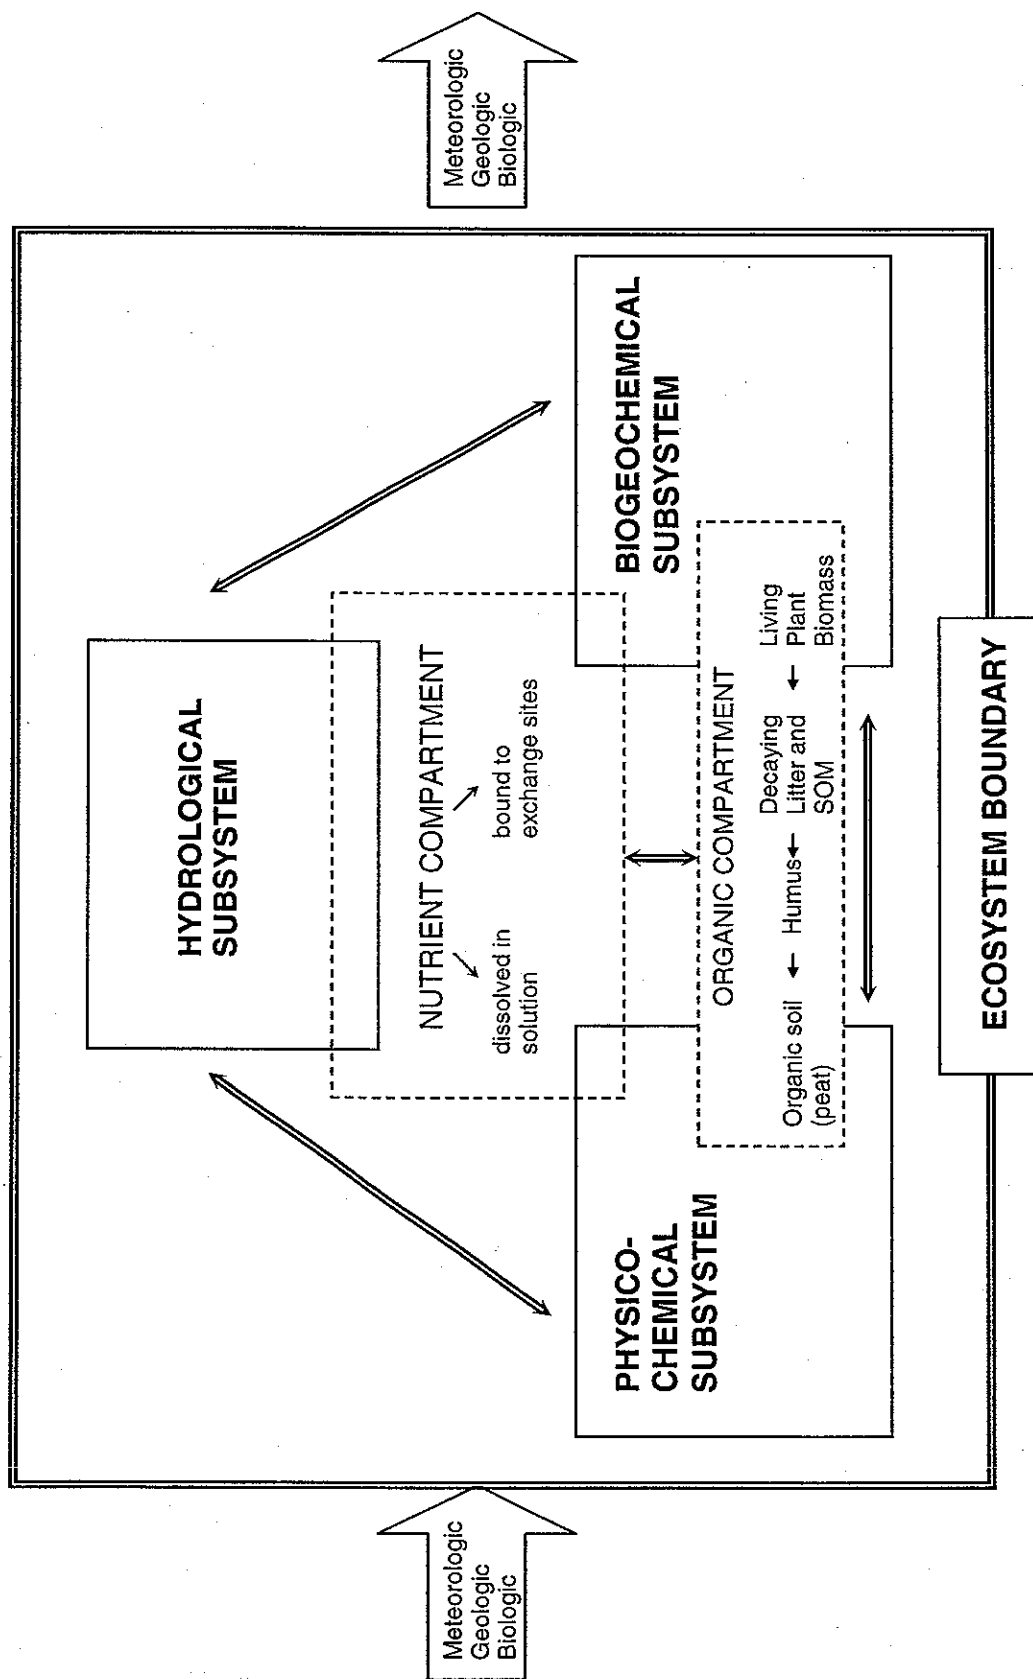 Meteorologic
Geologic
Biologic
HYDROLOGICAL
SUBSYSTEM
NUTRIENT COMPARTMENT
dissolved in
solution
bound to
exchange sites
PHYSICO-
CHEMICAL
SUBSYSTEM
BIOGEOCHEMICAL
SUBSYSTEM
ORGANIC COMPARTMENT
Organic soil
(peat)
Humus
Decaying
Litter and
SOM
Living
Plant
Biomass
ECOSYSTEM BOUNDARY
Meteorologic
Geologic
Biologic